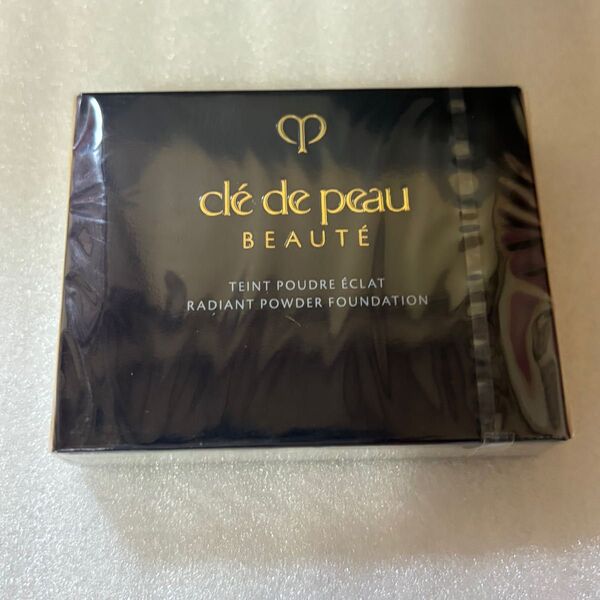 clé de peau
BEAUTÉ
TEINT POUDRE ÉCLAT
RADIANT POWDER FOUNDATION